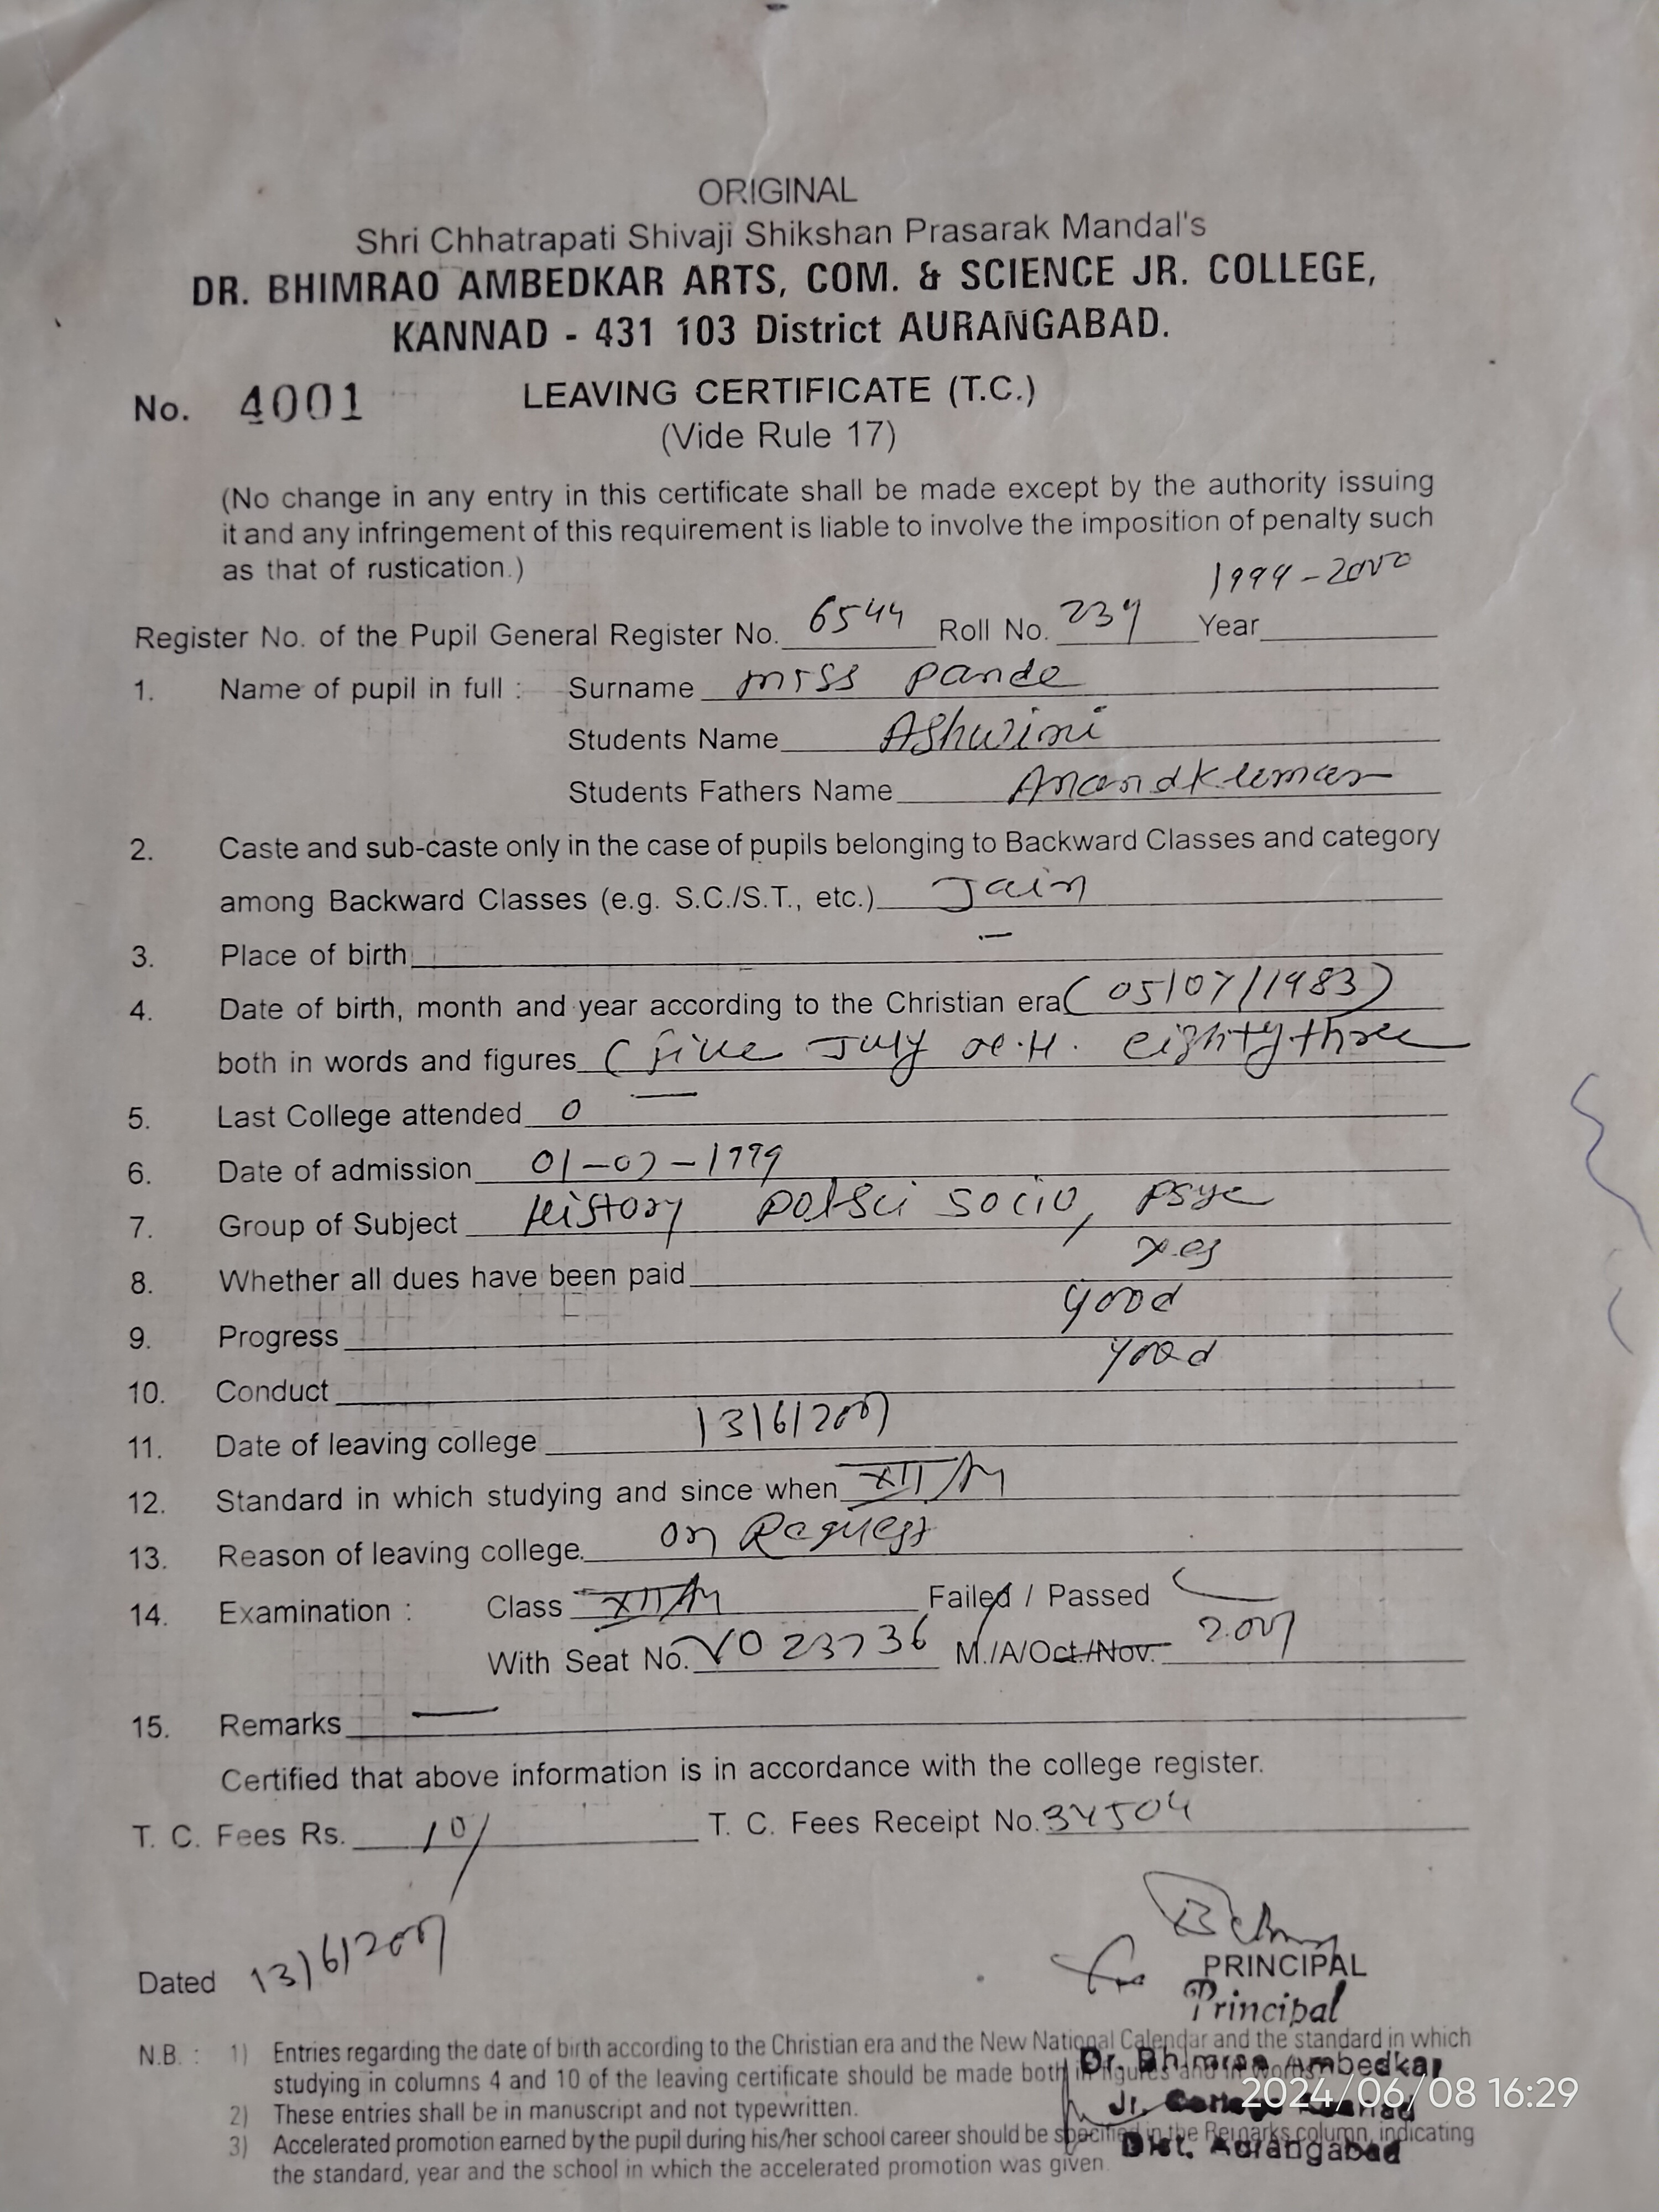 ORIGINAL
Shri Chhatrapati Shivaji Shikshan Prasarak Mandal's
DR. BHIMRAO AMBEDKAR ARTS, COM. & SCIENCE JR. COLLEGE,
KANNAD - 431 103 District AURANGABAD.
No. 4001 LEAVING CERTIFICATE (T.C.)
(Vide Rule 17)
(No change in any entry in this certificate shall be made except by the authority issuing
it and any infringement of this requirement is liable to involve the imposition of penalty such
as that of rustication.)
1999-2000
Register No. of the Pupil General Register No. 6544 Roll No. 239 Year
1. Name of pupil in full : Surname miss pande
Students Name Ashwini
Students Fathers Name Anandkumar
2. Caste and sub-caste only in the case of pupils belonging to Backward Classes and category
among Backward Classes (e.g. S.C./S.T., etc.) Jain
3. Place of birth —
4. Date of birth, month and year according to the Christian era (05/07/1983)
both in words and figures (five July eighty three
5. Last College attended —
6. Date of admission 01-07-1999
7. Group of Subject History polsci socio, psyc
8. Whether all dues have been paid yes
9. Progress good
10. Conduct good
11. Date of leaving college 13/6/2001
12. Standard in which studying and since when XII
13. Reason of leaving college. on Request
14. Examination : Class XII Failed / Passed
With Seat No. V023736 M./A/Oct./Nov. 2001
15. Remarks —
Certified that above information is in accordance with the college register.
T. C. Fees Rs. 10/ T. C. Fees Receipt No. 34504
Dated 13/6/2001
PRINCIPAL
Principal
Dr. Bhimrao Ambedkar
Jr. College Kannad
Dist. Aurangabad
N.B. : 1) Entries regarding the date of birth according to the Christian era and the New National Calendar and the standard in which
studying in columns 4 and 10 of the leaving certificate should be made both in figures and in words.
2) These entries shall be in manuscript and not typewritten.
3) Accelerated promotion earned by the pupil during his/her school career should be specified in the Remarks column, indicating
the standard, year and the school in which the accelerated promotion was given.
2024/06/08 16:29